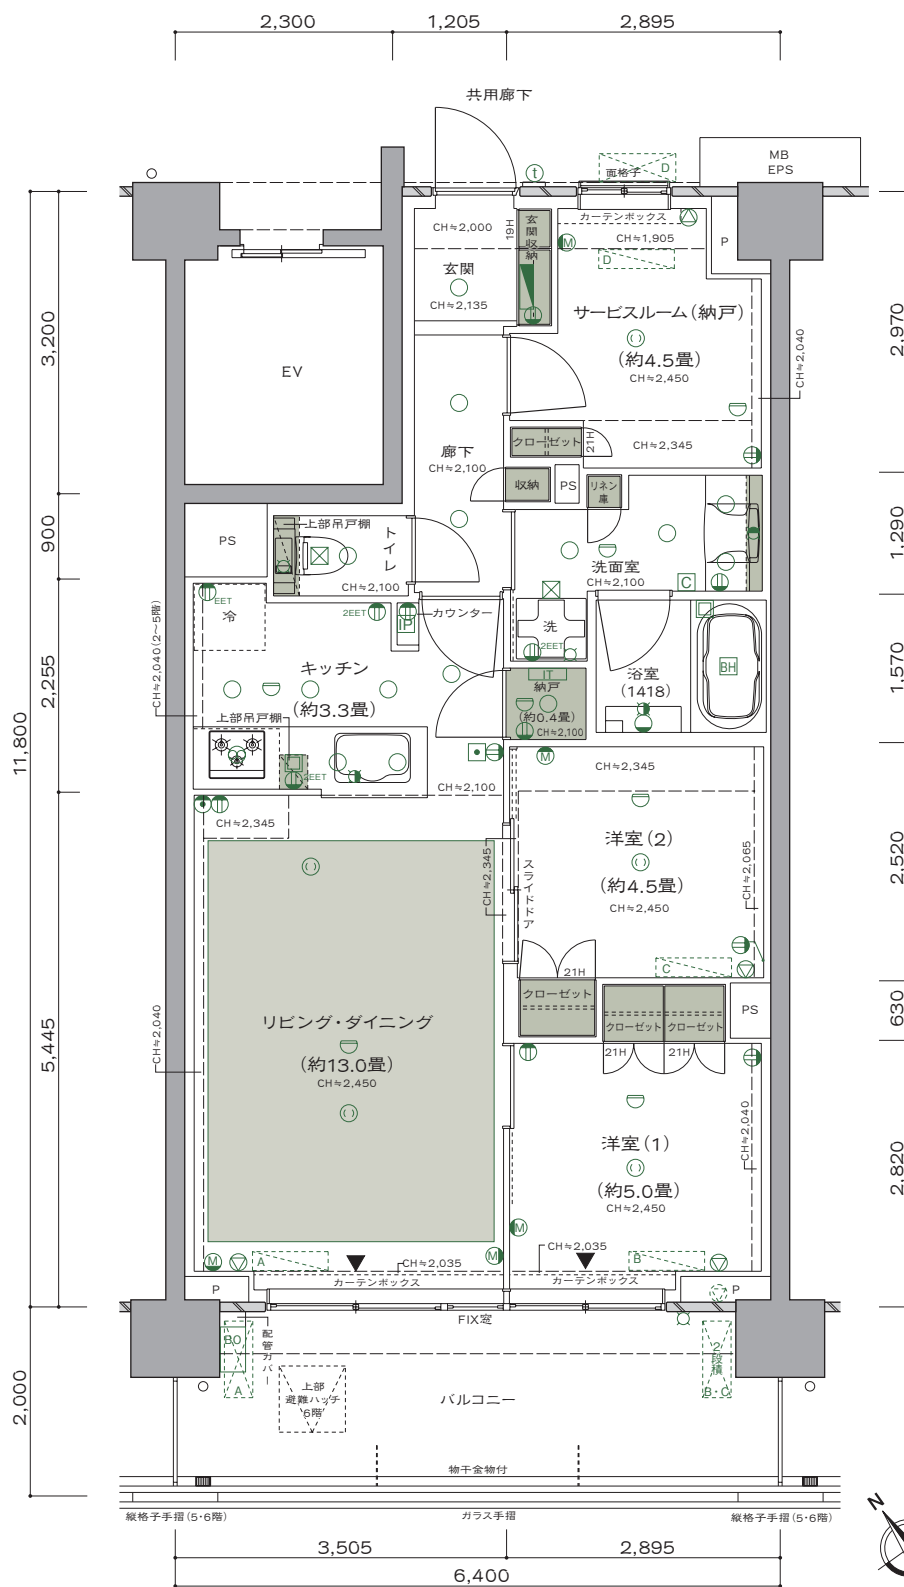 2,300
1,205
2,895
共用廊下
MB
EPS
面格子
D
t
カーテンボックス
CH≒1,905
P
D
M
CH≒2,000
19H
玄関収納
玄関
CH≒2,135
サービスルーム(納戸)
(約4.5畳)
CH≒2,450
CH≒2,040
3,200
2,970
EV
廊下
CH≒2,100
クローゼット
21H
CH≒2,345
収納
PS
リネン庫
900
1,290
PS
上部吊戸棚
トイレ
CH≒2,100
洗面室
CH≒2,100
C
EET
冷
2EET
IP
カウンター
洗
2EET
浴室
(1418)
BH
CH≒2,040(2〜5階)
2,255
1,570
11,800
キッチン
(約3.3畳)
上部吊戸棚
IT
納戸
(約0.4畳)
CH≒2,100
2EET
CH≒2,100
M
CH≒2,345
CH≒2,345
CH≒2,345
スライドドア
洋室(2)
(約4.5畳)
CH≒2,450
CH≒2,065
2,520
C
21H
クローゼット
クローゼット
クローゼット
PS
630
21H
21H
5,445
CH≒2,040
リビング・ダイニング
(約13.0畳)
CH≒2,450
洋室(1)
(約5.0畳)
CH≒2,450
CH≒2,040
2,820
M
M
M
A
CH≒2,035
CH≒2,035
B
カーテンボックス
カーテンボックス
P
P
FIX窓
BO
A
配管カバー
2段積
B・C
上部
避難ハッチ
6階
バルコニー
2,000
物干金物付
縦格子手摺(5・6階)
ガラス手摺
縦格子手摺(5・6階)
N
3,505
2,895
6,400